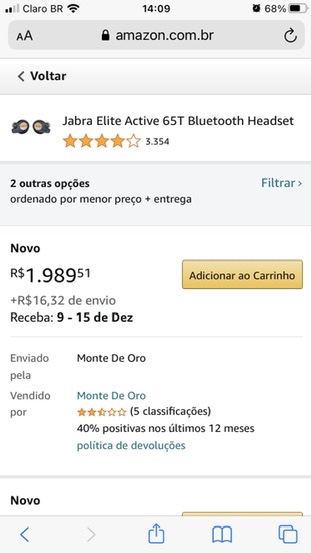 Claro BR 14:09 68%
AA amazon.com.br
Voltar
Jabra Elite Active 65T Bluetooth Headset
3.354
2 outras opções Filtrar ›
ordenado por menor preço + entrega
Novo
R$1.98951
Adicionar ao Carrinho
+R$16,32 de envio
Receba: 9 - 15 de Dez
Enviado Monte De Oro
pela
Vendido Monte De Oro
por (5 classificações)
40% positivas nos últimos 12 meses
política de devoluções
Novo